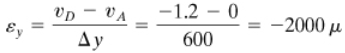 ε_y = (v_D − v_A) / Δy = (−1.2 − 0) / 600 = −2000 μ